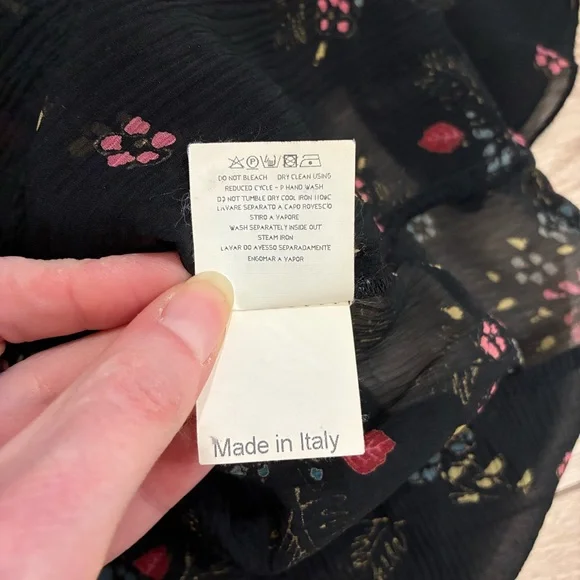 DO NOT BLEACH DRY CLEAN USING
REDUCED CYCLE - P HAND WASH
DO NOT TUMBLE DRY COOL IRON 110°C
LAVARE SEPARATO A CAPO ROVESCIO
STIRO A VAPORE
WASH SEPARATELY INSIDE OUT
STEAM IRON
LAVAR DO AVESSO SEPARADAMENTE
ENGOMAR A VAPOR
Made in Italy